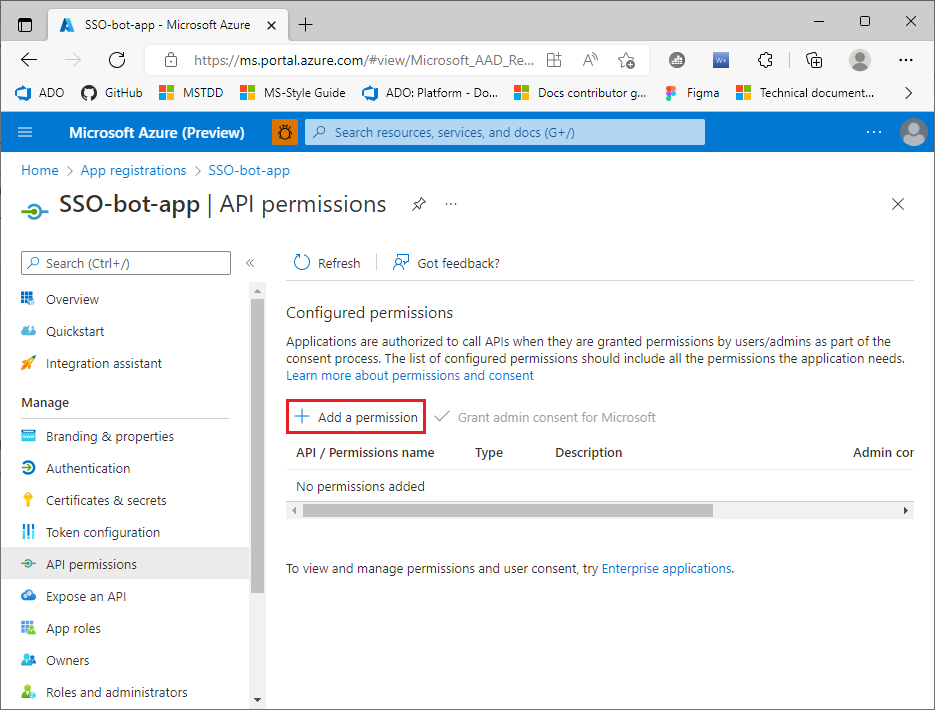 SSO-bot-app - Microsoft Azure
https://ms.portal.azure.com/#view/Microsoft_AAD_Re...
ADO
GitHub
MSTDD
MS-Style Guide
ADO: Platform - Do...
Docs contributor g...
Figma
Technical document...
Microsoft Azure (Preview)
Search resources, services, and docs (G+/)
Home > App registrations > SSO-bot-app
SSO-bot-app | API permissions
Search (Ctrl+/)
Overview
Quickstart
Integration assistant
Manage
Branding & properties
Authentication
Certificates & secrets
Token configuration
API permissions
Expose an API
App roles
Owners
Roles and administrators
Refresh
Got feedback?
Configured permissions
Applications are authorized to call APIs when they are granted permissions by users/admins as part of the
consent process. The list of configured permissions should include all the permissions the application needs.
Learn more about permissions and consent
Add a permission
Grant admin consent for Microsoft
API / Permissions name
Type
Description
Admin cor
No permissions added
To view and manage permissions and user consent, try Enterprise applications.